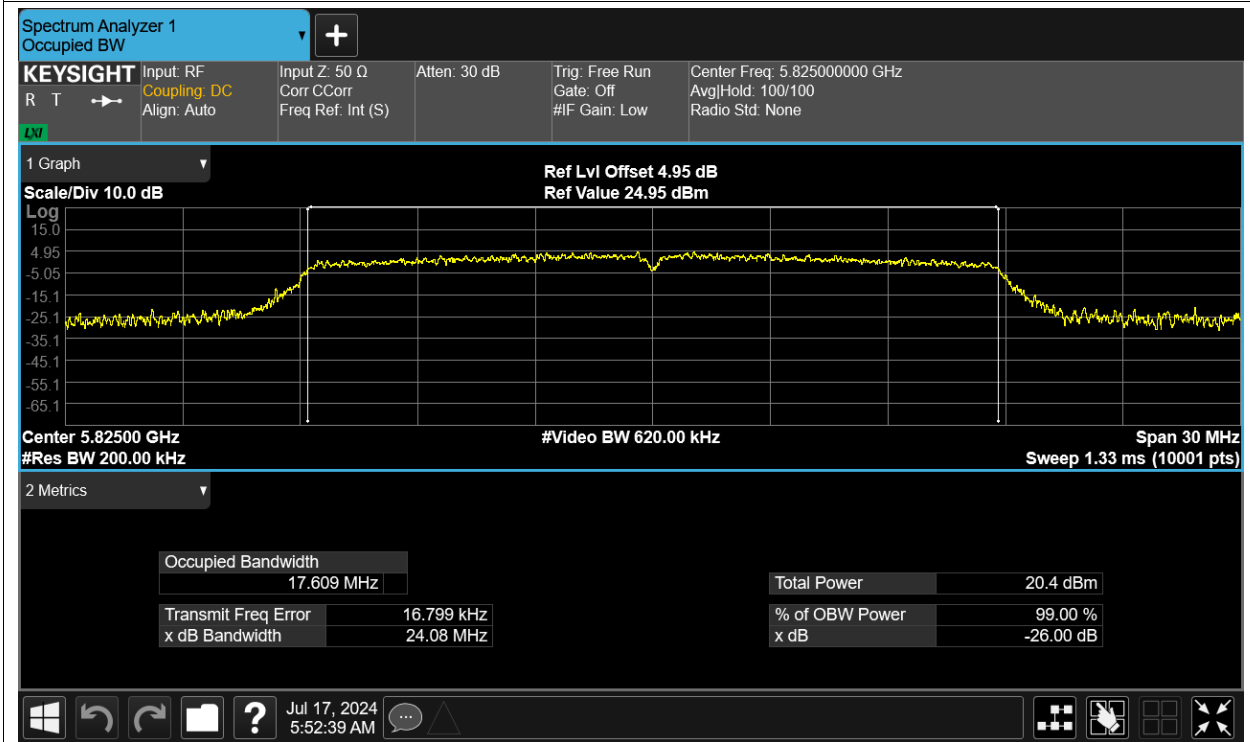 Spectrum Analyzer 1
Occupied BW
KEYSIGHT
R T
LXI
Input: RF
Coupling: DC
Align: Auto
Input Z: 50 Ω
Corr CCorr
Freq Ref: Int (S)
Atten: 30 dB
Trig: Free Run
Gate: Off
#IF Gain: Low
Center Freq: 5.825000000 GHz
Avg|Hold: 100/100
Radio Std: None
1 Graph
Scale/Div 10.0 dB
Ref Lvl Offset 4.95 dB
Ref Value 24.95 dBm
Log
15.0
4.95
-5.05
-15.1
-25.1
-35.1
-45.1
-55.1
-65.1
Center 5.82500 GHz
#Res BW 200.00 kHz
#Video BW 620.00 kHz
Span 30 MHz
Sweep 1.33 ms (10001 pts)
2 Metrics
Occupied Bandwidth
17.609 MHz
Transmit Freq Error 16.799 kHz
x dB Bandwidth 24.08 MHz
Total Power 20.4 dBm
% of OBW Power 99.00 %
x dB -26.00 dB
?
Jul 17, 2024
5:52:39 AM